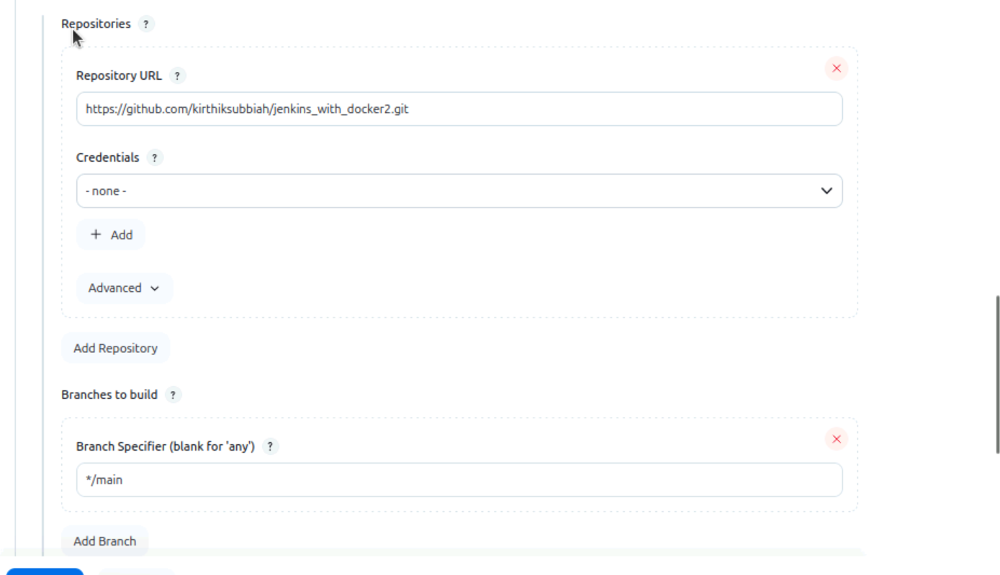 Repositories ?
Repository URL ?
https://github.com/kirthiksubbiah/jenkins_with_docker2.git
Credentials ?
- none -
+ Add
Advanced
Add Repository
Branches to build ?
Branch Specifier (blank for 'any') ?
*/main
Add Branch